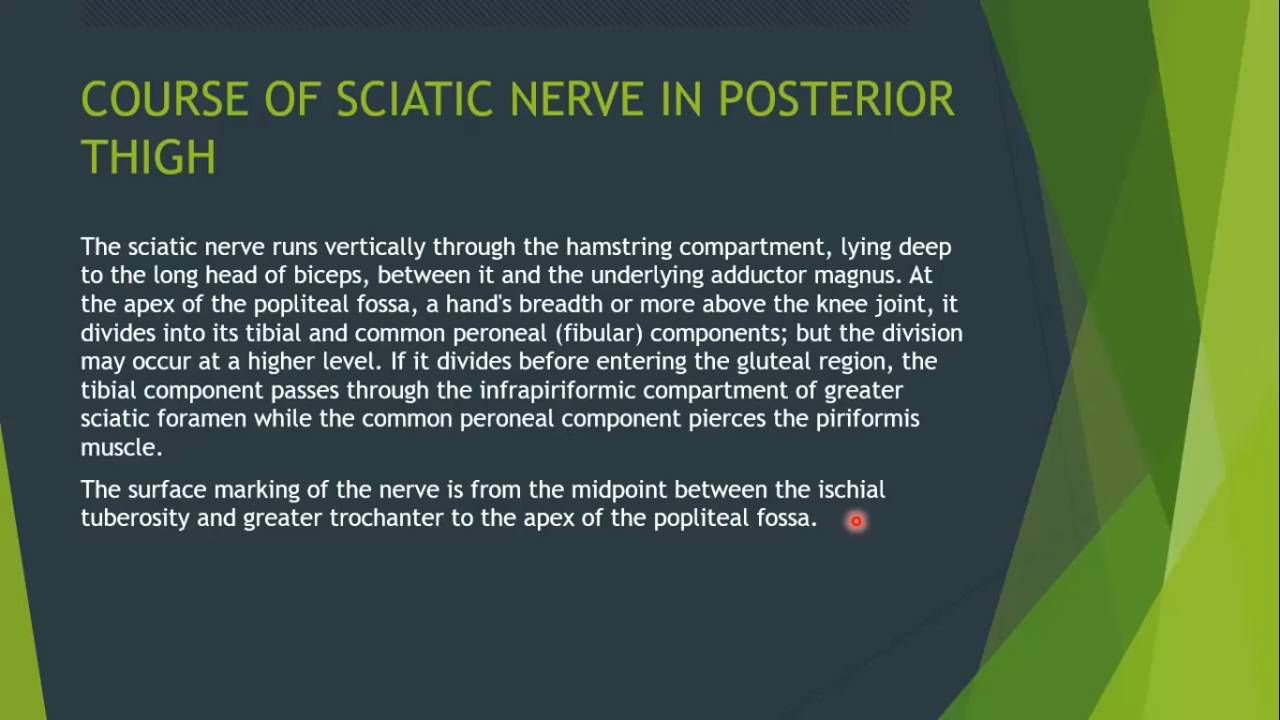 COURSE OF SCIATIC NERVE IN POSTERIOR
THIGH
The sciatic nerve runs vertically through the hamstring compartment, lying deep
to the long head of biceps, between it and the underlying adductor magnus. At
the apex of the popliteal fossa, a hand's breadth or more above the knee joint, it
divides into its tibial and common peroneal (fibular) components; but the division
may occur at a higher level. If it divides before entering the gluteal region, the
tibial component passes through the infrapiriformic compartment of greater
sciatic foramen while the common peroneal component pierces the piriformis
muscle.
The surface marking of the nerve is from the midpoint between the ischial
tuberosity and greater trochanter to the apex of the popliteal fossa.